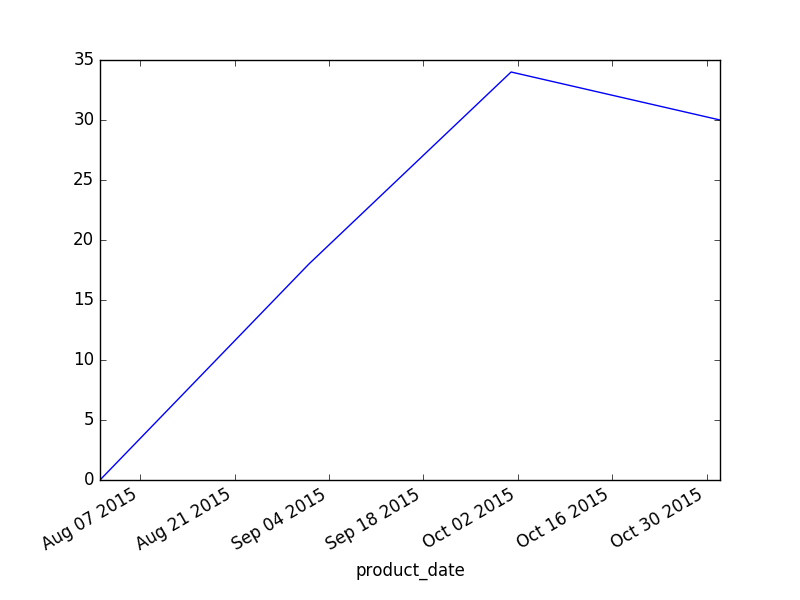 35
30
25
20
15
10
5
0
Aug 07 2015
Aug 21 2015
Sep 04 2015
Sep 18 2015
Oct 02 2015
Oct 16 2015
Oct 30 2015
product_date